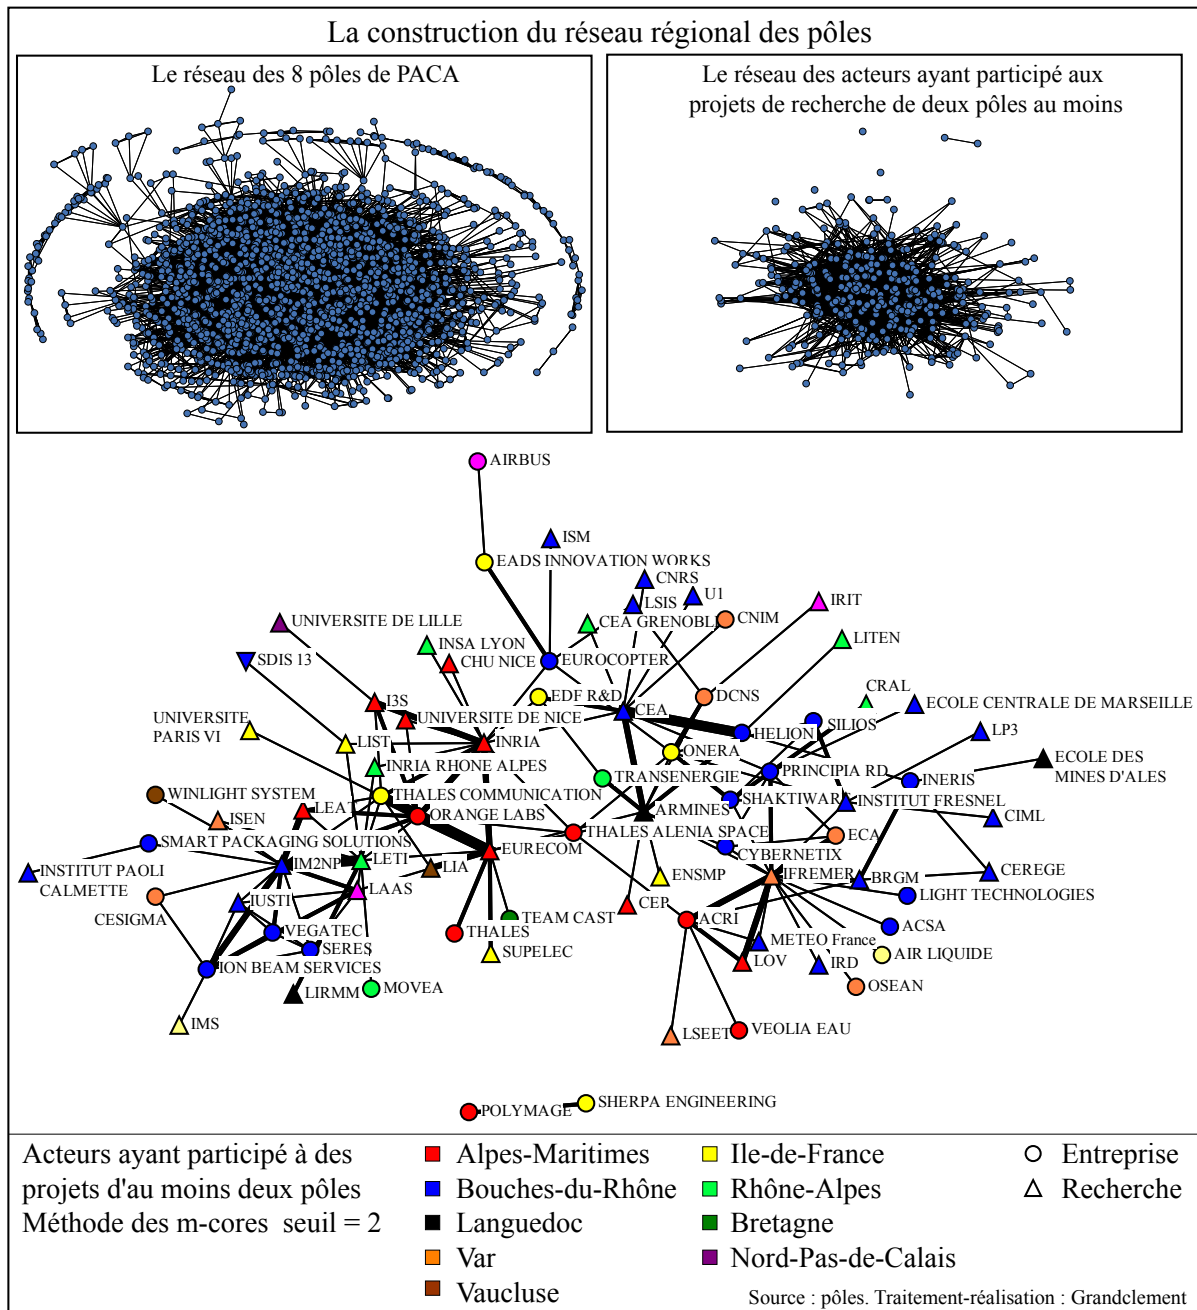 La construction du réseau régional des pôles
Le réseau des 8 pôles de PACA
Le réseau des acteurs ayant participé aux
projets de recherche de deux pôles au moins
AIRBUS
ISM
EADS INNOVATION WORKS
CNRS
U1
LSIS
IRIT
UNIVERSITE DE LILLE
CEA GRENOBLE
CNIM
INSA LYON
LITEN
SDIS 13
CHU NICE
EUROCOPTER
CRAL
I3S
EDF R&D
DCNS
ECOLE CENTRALE DE MARSEILLE
UNIVERSITE
PARIS VI
UNIVERSITE DE NICE
CEA
SILIOS
LIST
INRIA
HELION
LP3
ONERA
ECOLE DES
MINES D'ALES
INRIA RHONE ALPES
TRANSENERGIE
PRINCIPIA RD
INERIS
WINLIGHT SYSTEM
THALES COMMUNICATION
SHAKTIWARE
INSTITUT FRESNEL
LEAT
ORANGE LABS
ARMINES
CIML
ISEN
THALES ALENIA SPACE
ECA
SMART PACKAGING SOLUTIONS
EURECOM
CYBERNETIX
IM2NP
LETI
LIA
ENSMP
IFREMER
BRGM
CEREGE
INSTITUT PAOLI
CALMETTE
LAAS
LIGHT TECHNOLOGIES
CESIGMA
IUSTI
TEAM CAST
CEP
ACRI
ACSA
VEGATEC
THALES
METEO France
SERES
SUPELEC
LOV
IRD
AIR LIQUIDE
ION BEAM SERVICES
LIRMM
MOVEA
OSEAN
IMS
LSEET
VEOLIA EAU
POLYMAGE
SHERPA ENGINEERING
Acteurs ayant participé à des
projets d'au moins deux pôles
Méthode des m-cores seuil = 2
Alpes-Maritimes
Bouches-du-Rhône
Languedoc
Var
Vaucluse
Ile-de-France
Rhône-Alpes
Bretagne
Nord-Pas-de-Calais
Entreprise
Recherche
Source : pôles. Traitement-réalisation : Grandclement